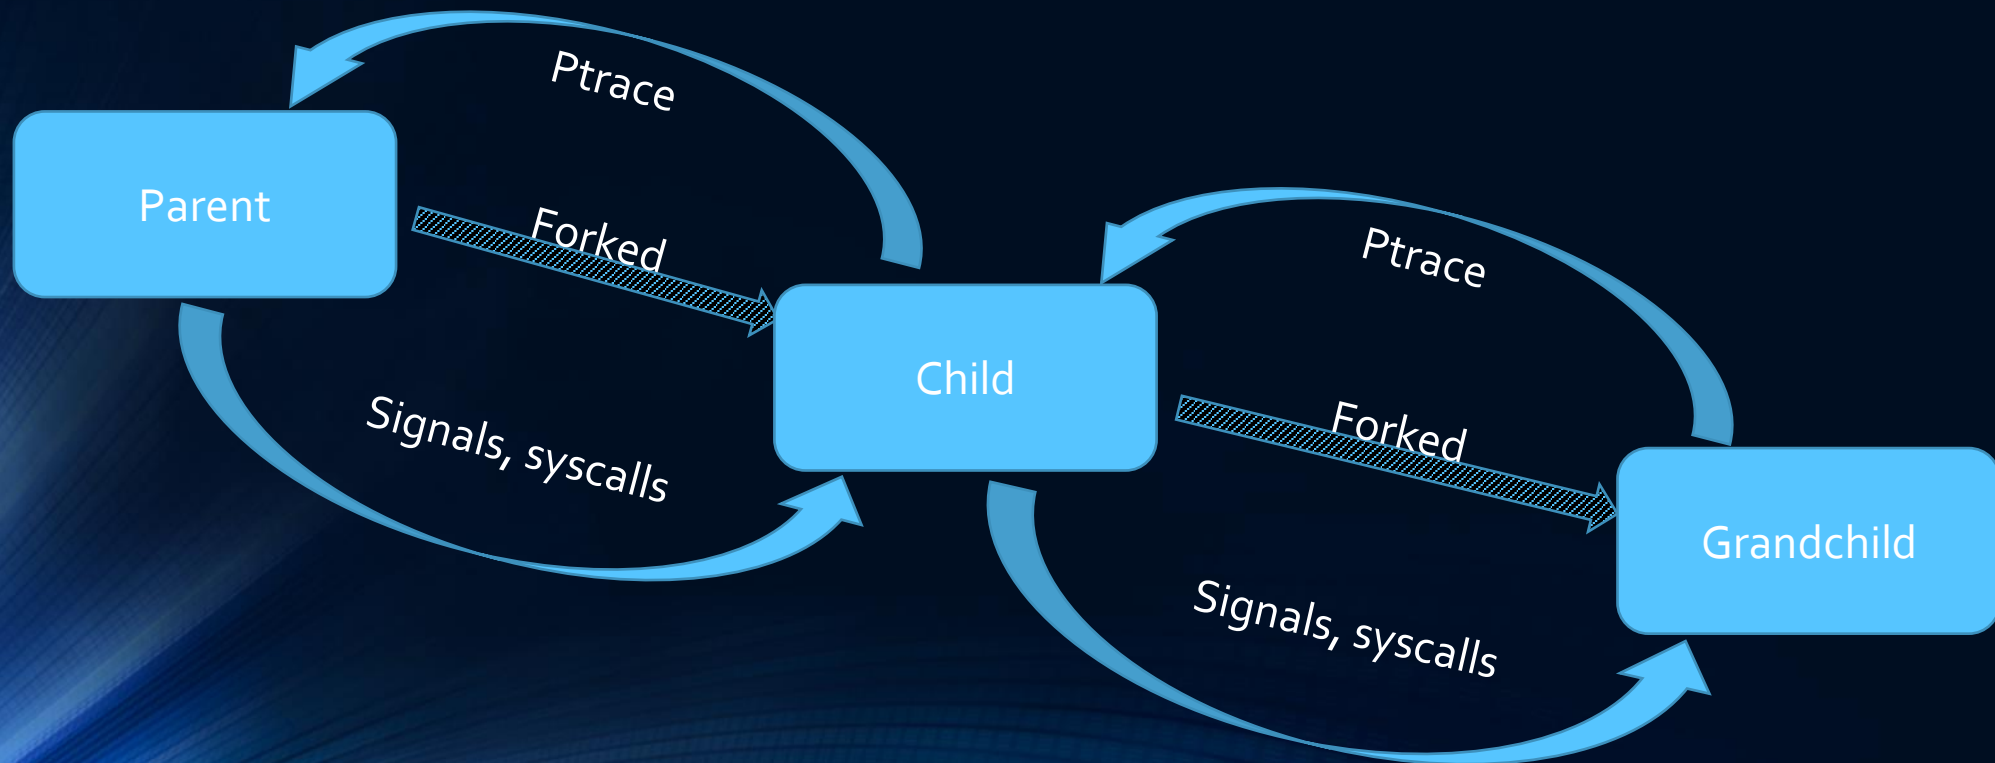 Ptrace
Parent
Forked
Ptrace
Child
Signals, syscalls
Forked
Grandchild
Signals, syscalls